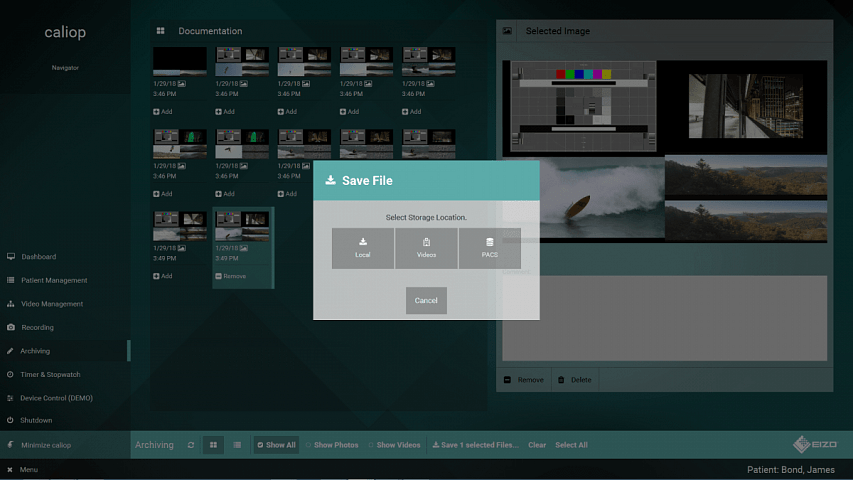 caliop
Navigator
Dashboard
Patient Management
Video Management
Recording
Archiving
Timer & Stopwatch
Device Control (DEMO)
Shutdown
Minimize caliop
Menu
Documentation
1/29/18 1/29/18 1/29/18 1/29/18 1/29/18
3:46 PM 3:46 PM 3:46 PM 3:46 PM 3:46 PM
Add Add Add Add Add
1/29/18 1/29/18 1/29/18
3:46 PM 3:46 PM 3:46 PM
Add Add Add
1/29/18 1/29/18
3:49 PM 3:49 PM
Add Remove
Selected Image
Remove Delete
Save File
Select Storage Location.
Local Videos PACS
Cancel
Archiving Show All Show Photos Show Videos Save 1 selected Files... Clear Select All
EIZO
Patient: Bond, James